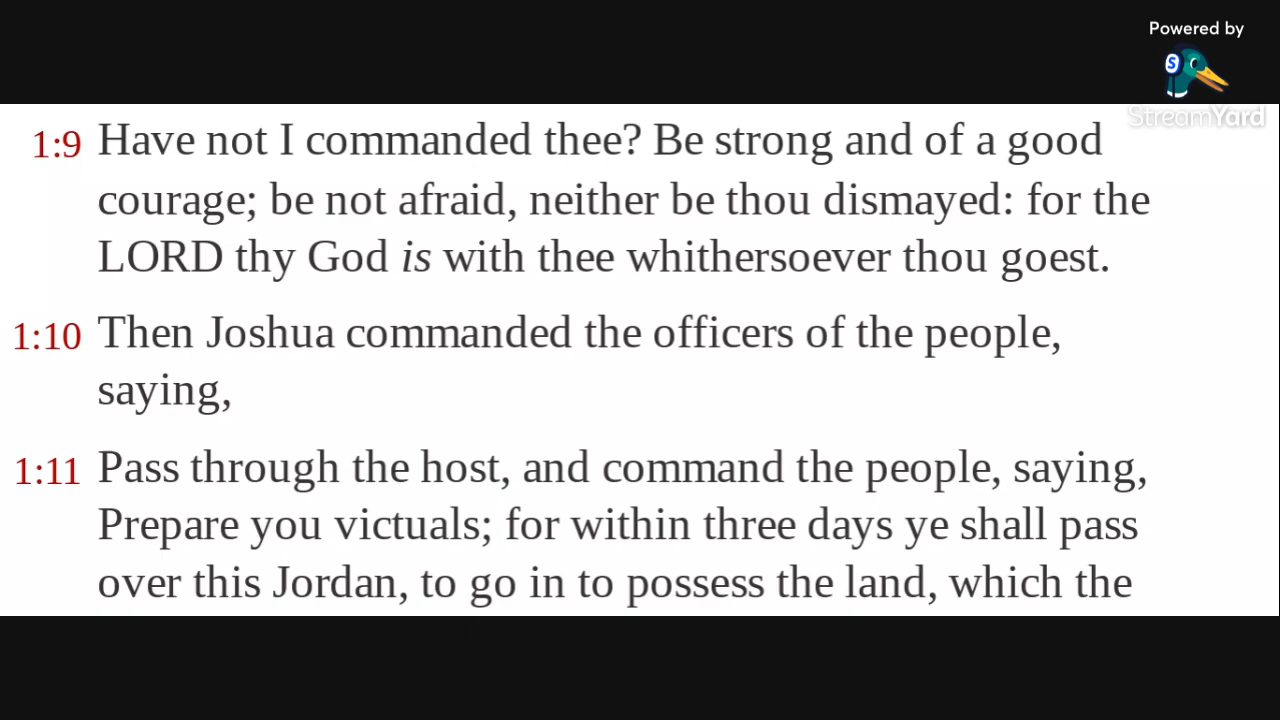 Powered by
S
StreamYard
1:9 Have not I commanded thee? Be strong and of a good
courage; be not afraid, neither be thou dismayed: for the
LORD thy God is with thee whithersoever thou goest.
1:10 Then Joshua commanded the officers of the people,
saying,
1:11 Pass through the host, and command the people, saying,
Prepare you victuals; for within three days ye shall pass
over this Jordan, to go in to possess the land, which the